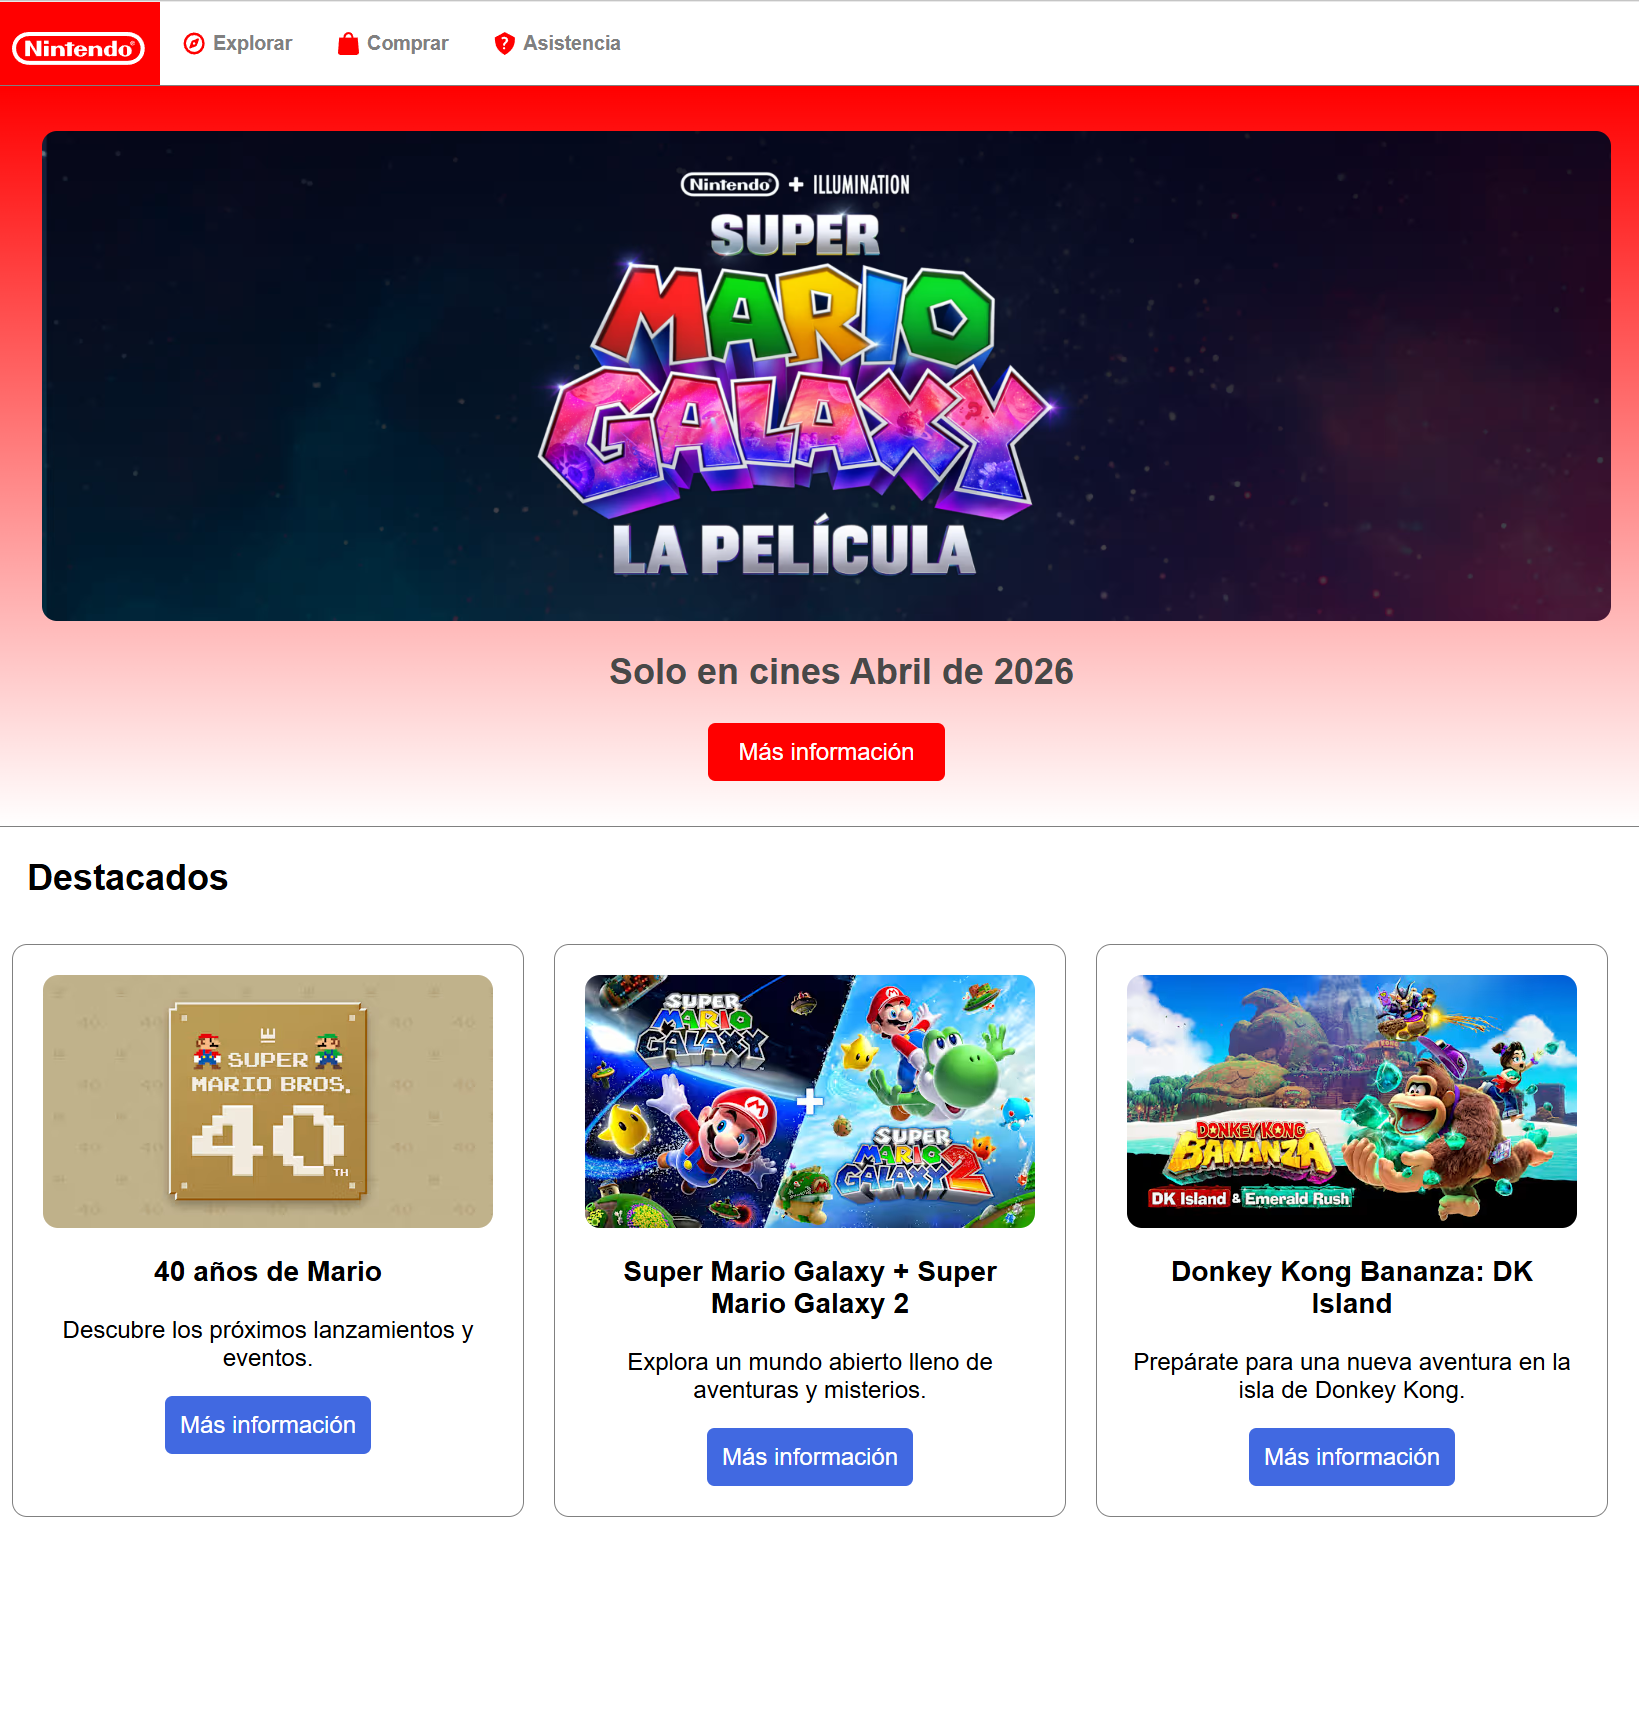 Nintendo
Explorar
Comprar
Asistencia
Nintendo + ILLUMINATION
SUPER
MARIO
GALAXY
LA PELÍCULA
Solo en cines Abril de 2026
Más información
Destacados
SUPER
MARIO BROS.
40
TH
40 años de Mario
Descubre los próximos lanzamientos y
eventos.
Más información
SUPER
MARIO
GALAXY
+
SUPER
MARIO
GALAXY 2
Super Mario Galaxy + Super
Mario Galaxy 2
Explora un mundo abierto lleno de
aventuras y misterios.
Más información
DONKEY KONG
BANANZA
DK Island & Emerald Rush
Donkey Kong Bananza: DK
Island
Prepárate para una nueva aventura en la
isla de Donkey Kong.
Más información